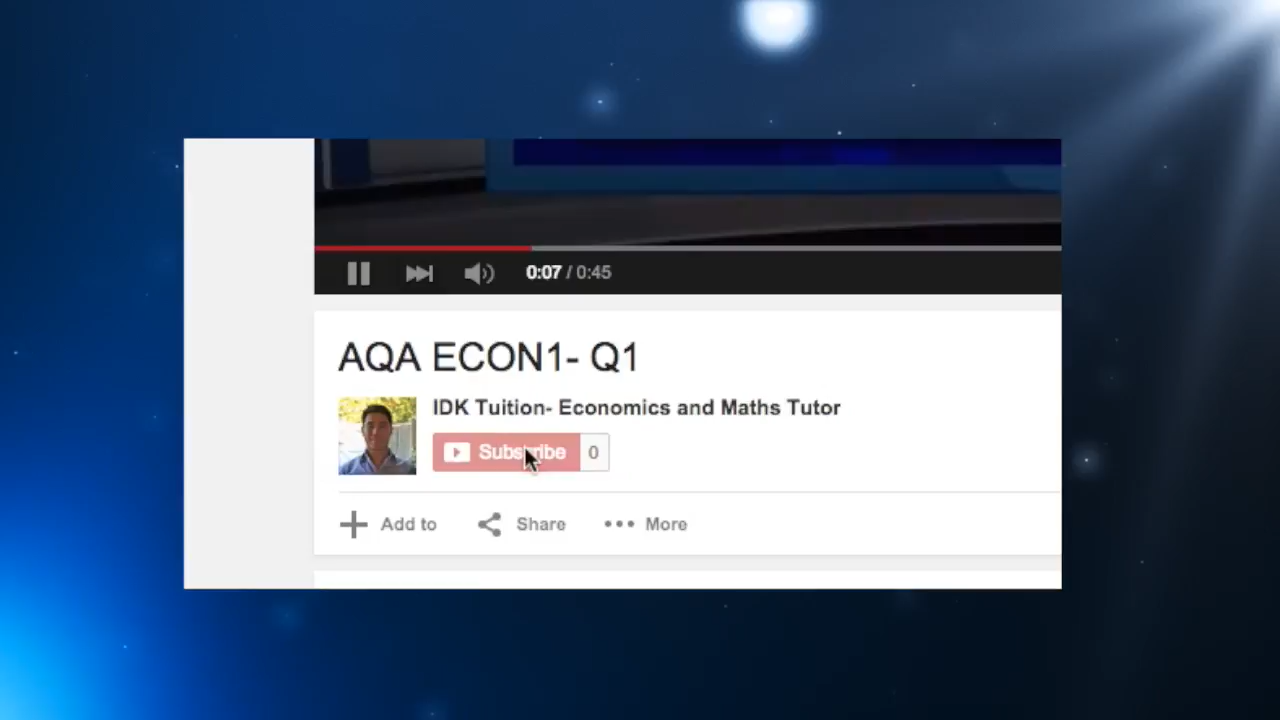 0:07 / 0:45
AQA ECON1- Q1
IDK Tuition- Economics and Maths Tutor
Subscribe 0
Add to Share More